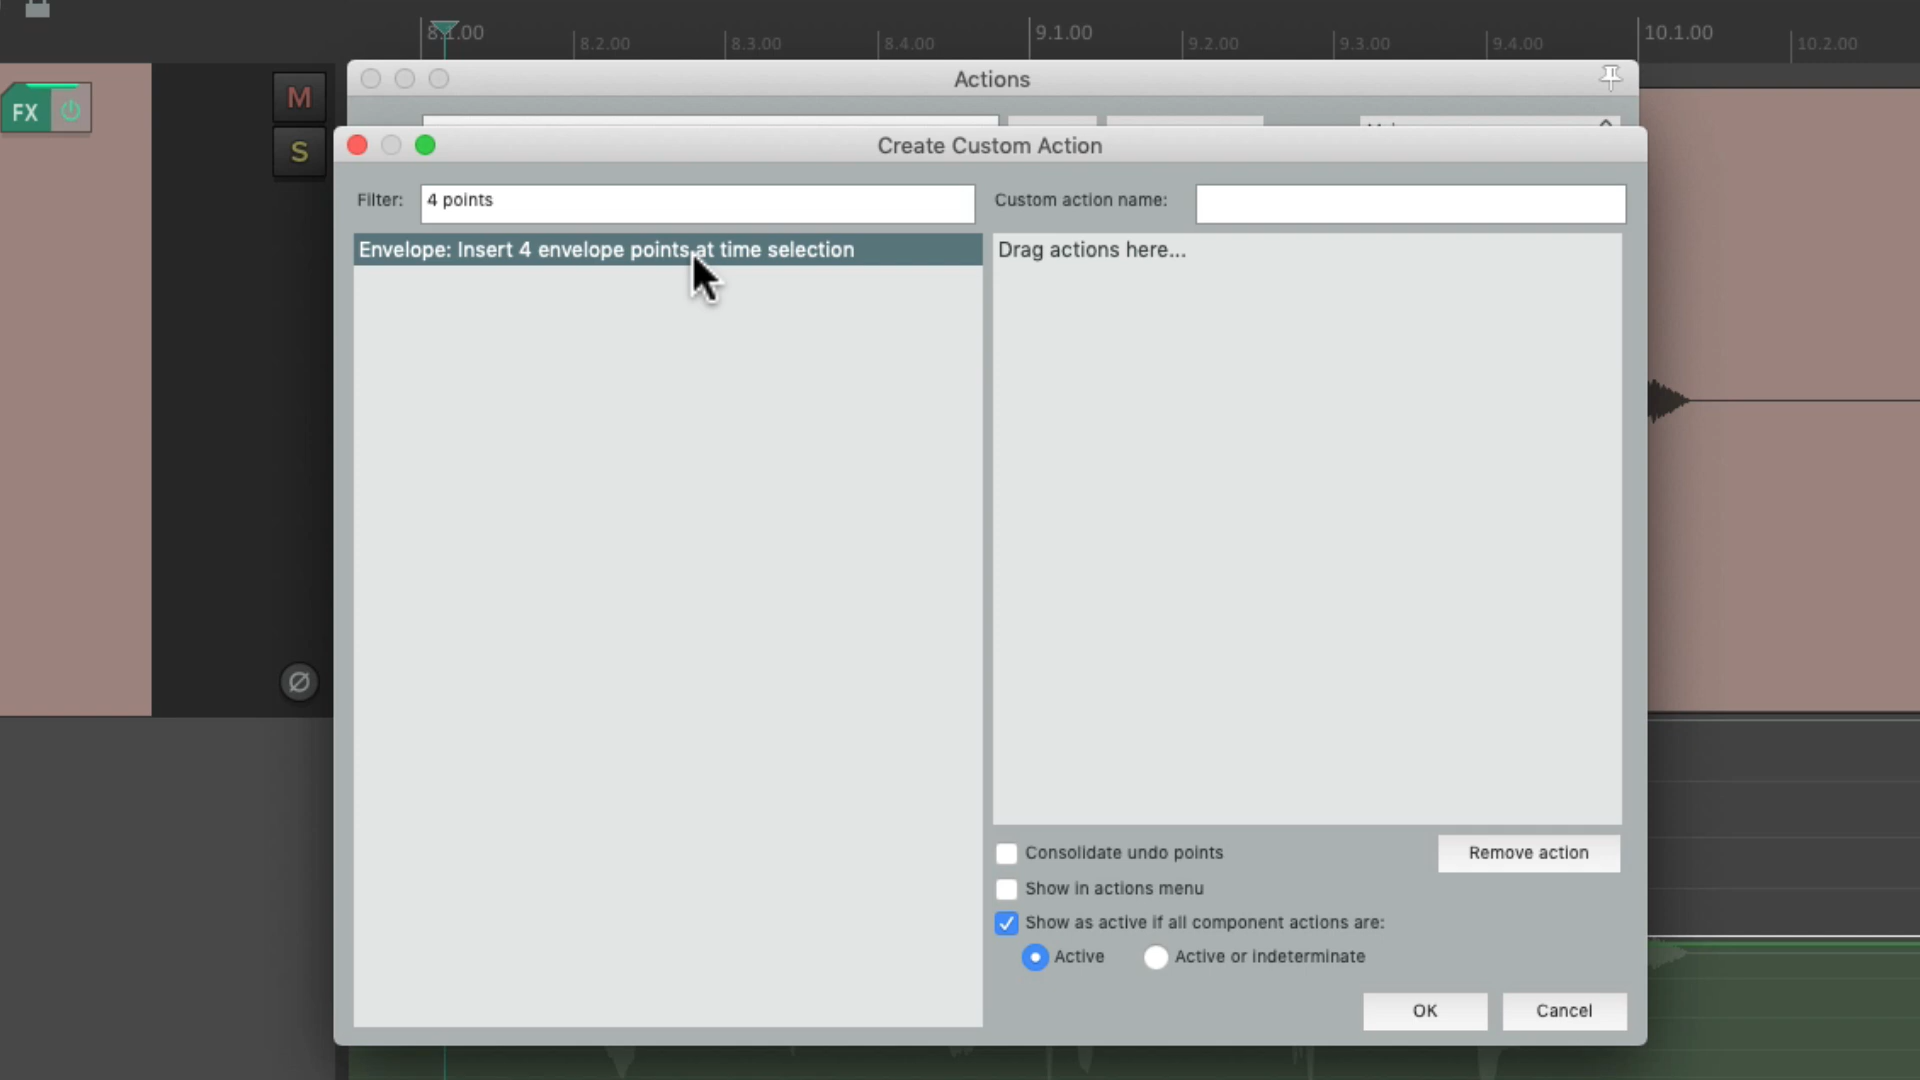 8.1.00 8.2.00 8.3.00 8.4.00 9.1.00 9.2.00 9.3.00 9.4.00 10.1.00 10.2.00
Actions
FX M
S
Create Custom Action
Filter: 4 points Custom action name:
Envelope: Insert 4 envelope points at time selection Drag actions here...
Consolidate undo points Remove action
Show in actions menu
Show as active if all component actions are:
Active Active or indeterminate
OK Cancel